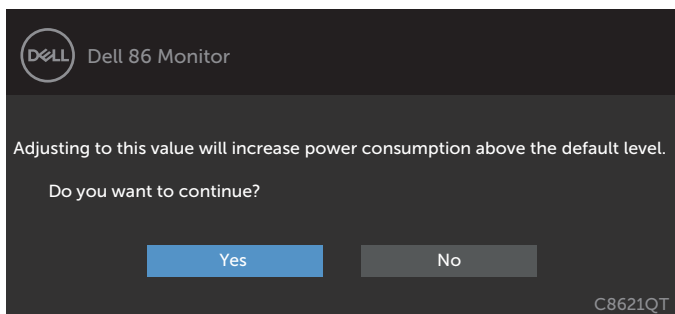 DELL
Dell 86 Monitor
Adjusting to this value will increase power consumption above the default level.
Do you want to continue?
Yes
No
C8621QT